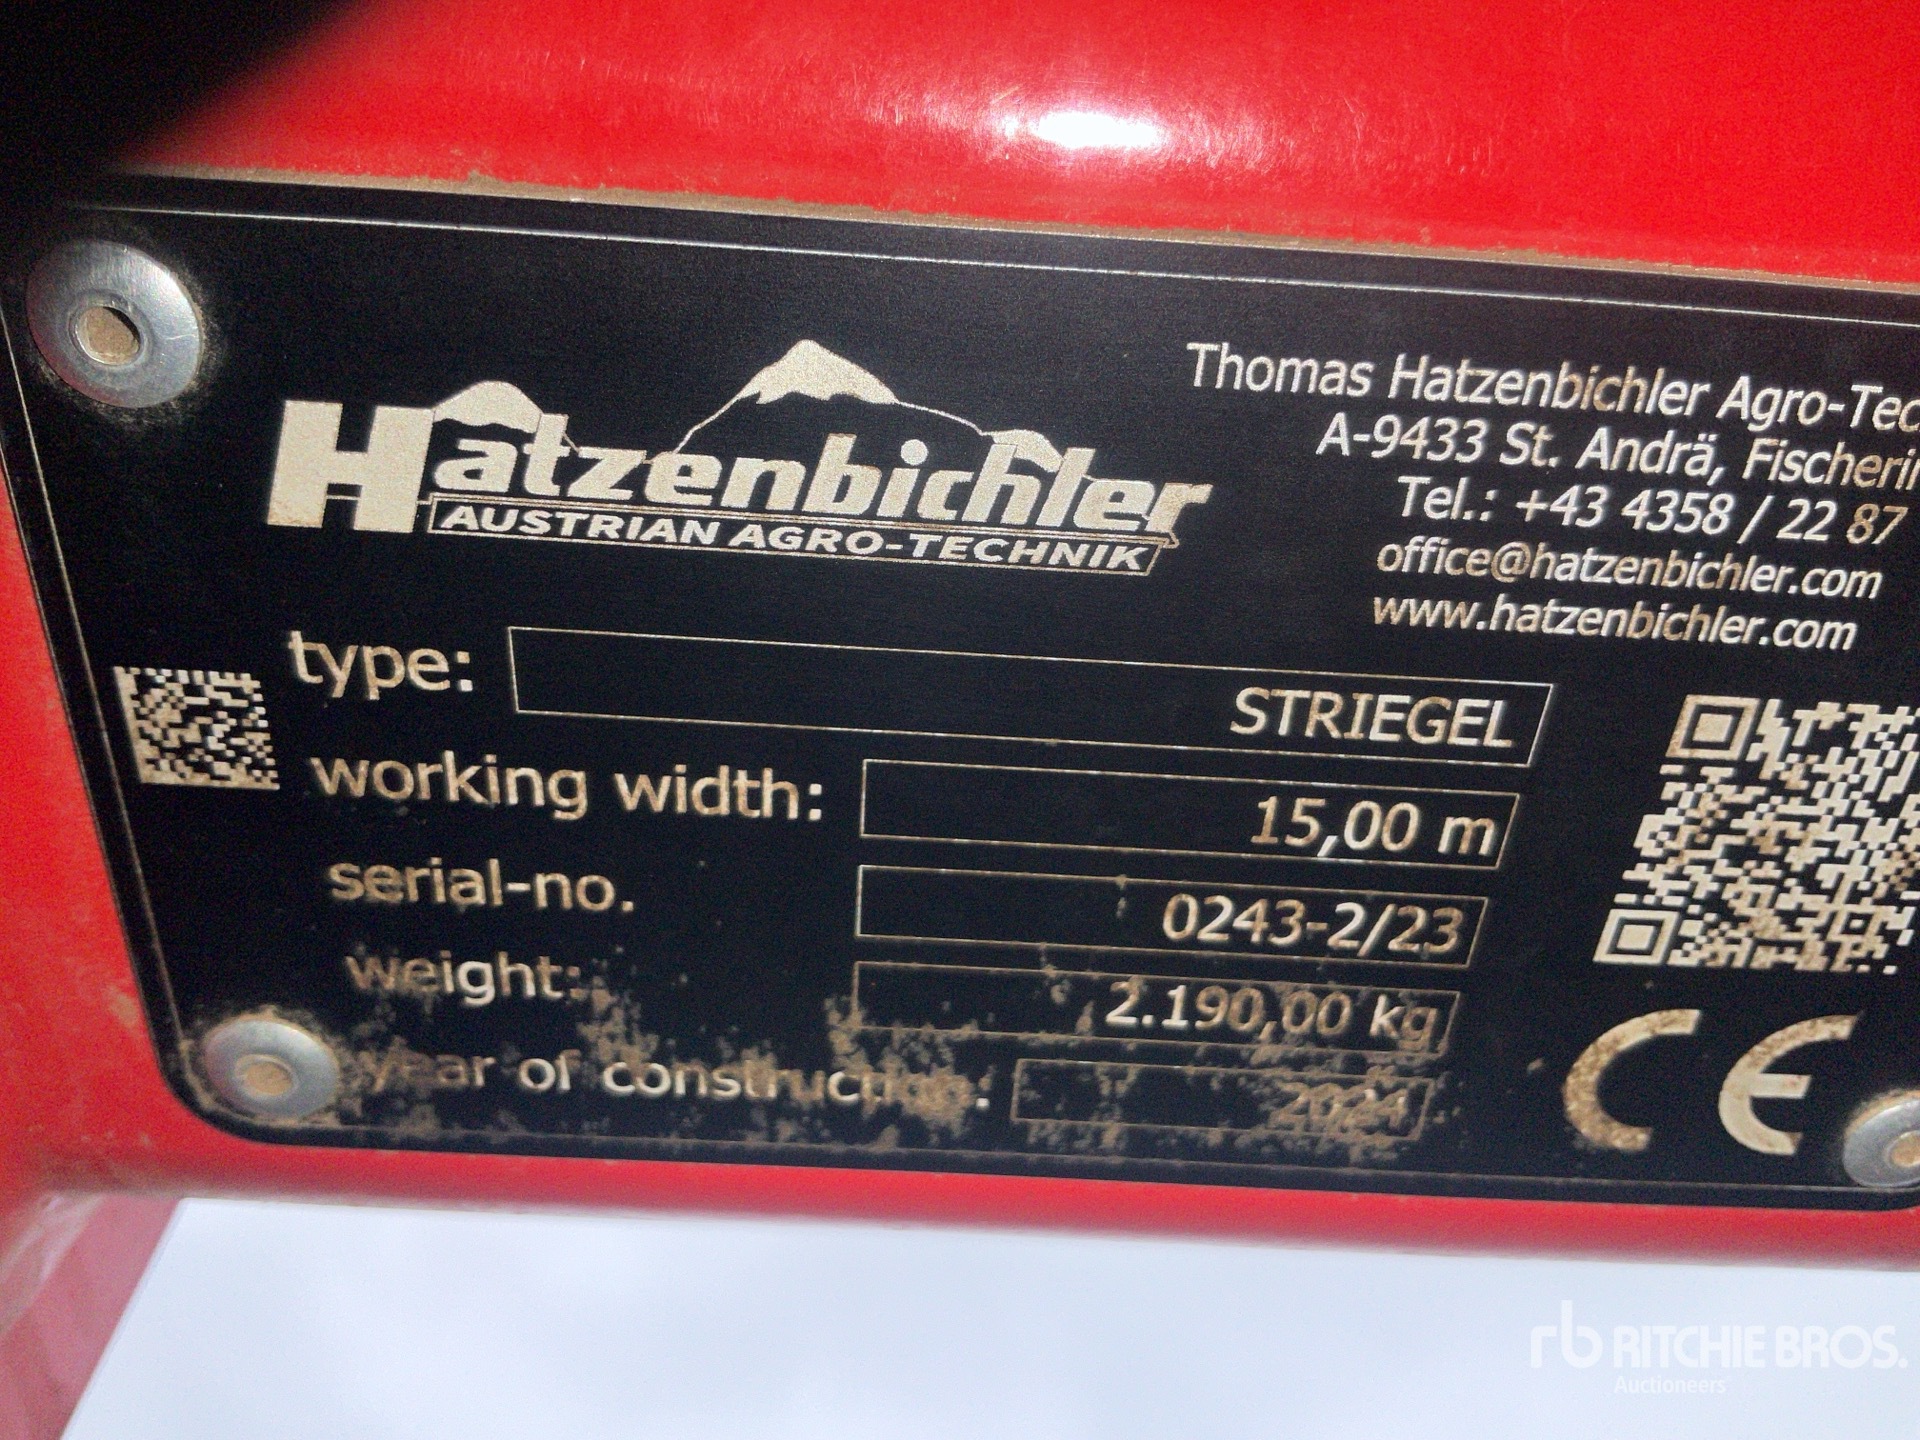 Hatzenbichler
AUSTRIAN AGRO-TECHNIK
Thomas Hatzenbichler Agro-Tec
A-9433 St. Andrä, Fischerin
Tel.: +43 4358 / 22 87
office@hatzenbichler.com
www.hatzenbichler.com
type: STRIEGEL
working width: 15,00 m
serial-no. 0243-2/23
weight: 2.190,00 kg
year of construction: 2024
CE
rb RITCHIE BROS.
Auctioneers